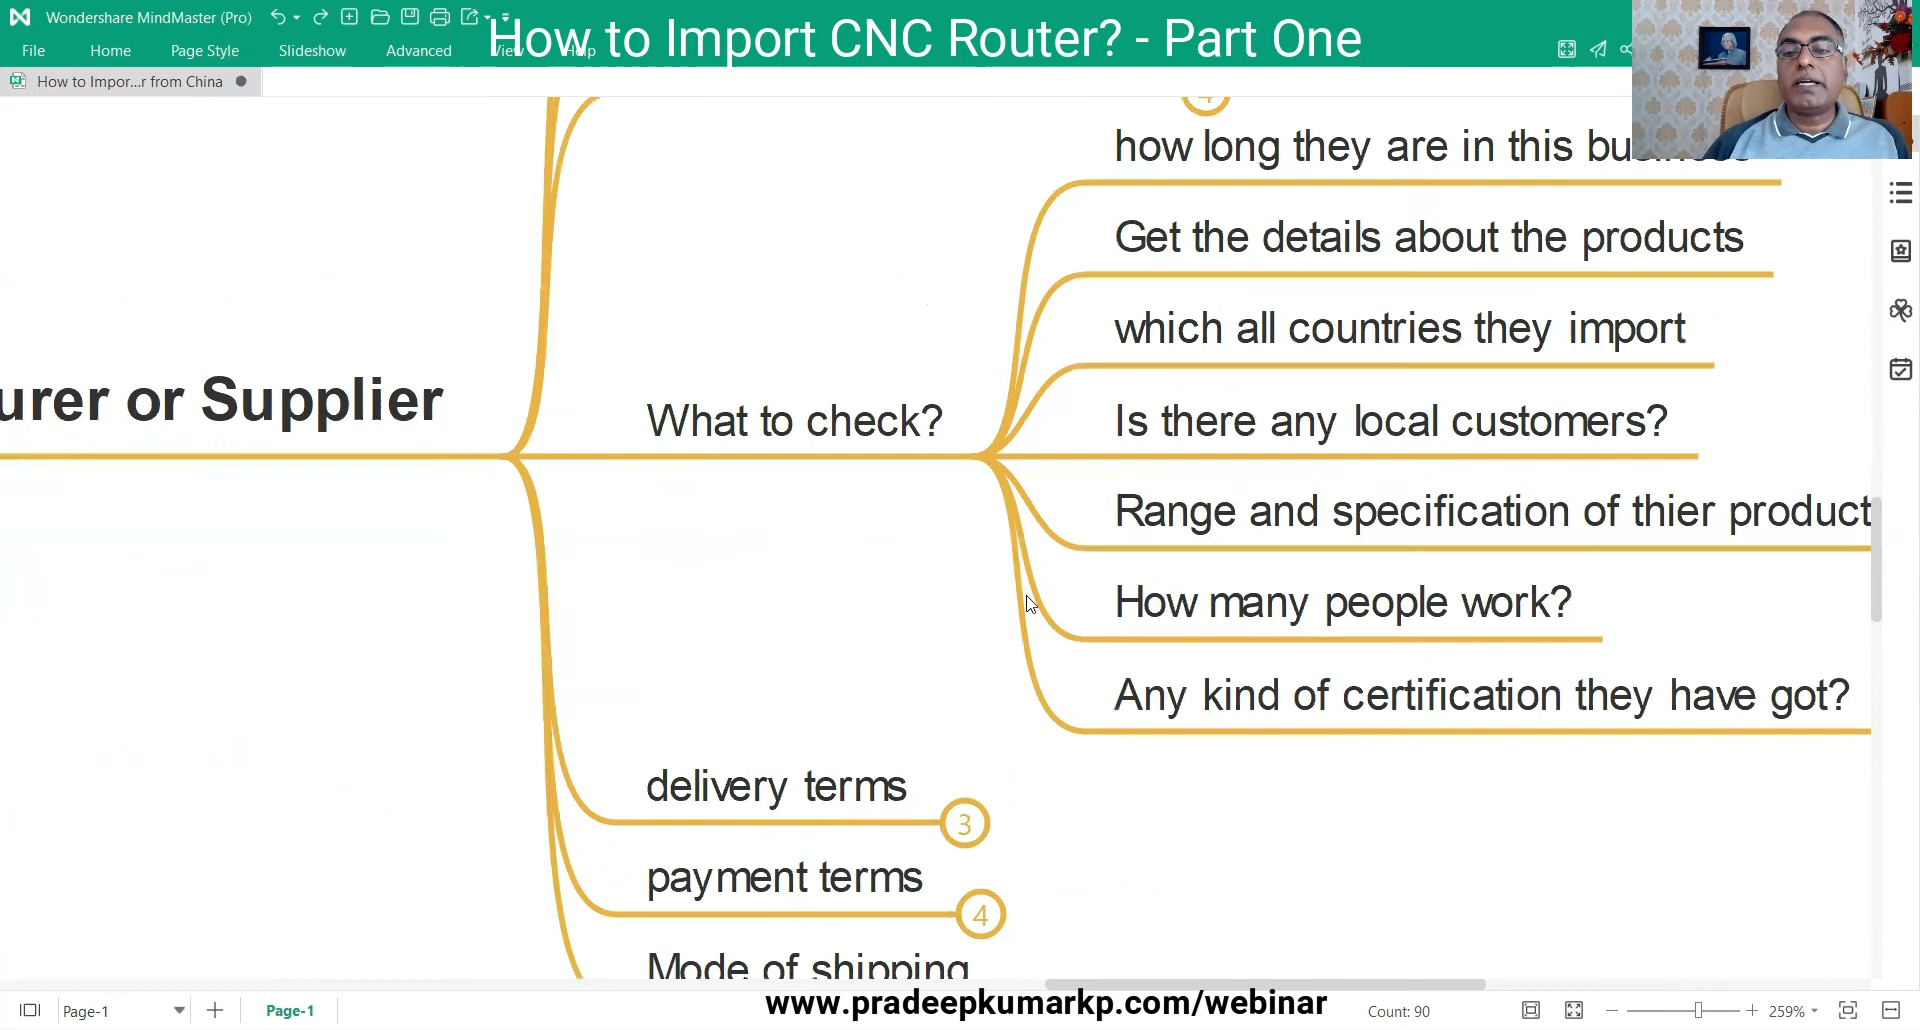 Wondershare MindMaster (Pro)
How to Import CNC Router? - Part One
File Home Page Style Slideshow Advanced View Help
How to Impor...r from China
4
how long they are in this business
Get the details about the products
which all countries they import
urer or Supplier
What to check?
Is there any local customers?
Range and specification of thier product
How many people work?
Any kind of certification they have got?
delivery terms
3
payment terms
4
Mode of shipping
Page-1
Page-1
www.pradeepkumarkp.com/webinar
Count: 90
259%